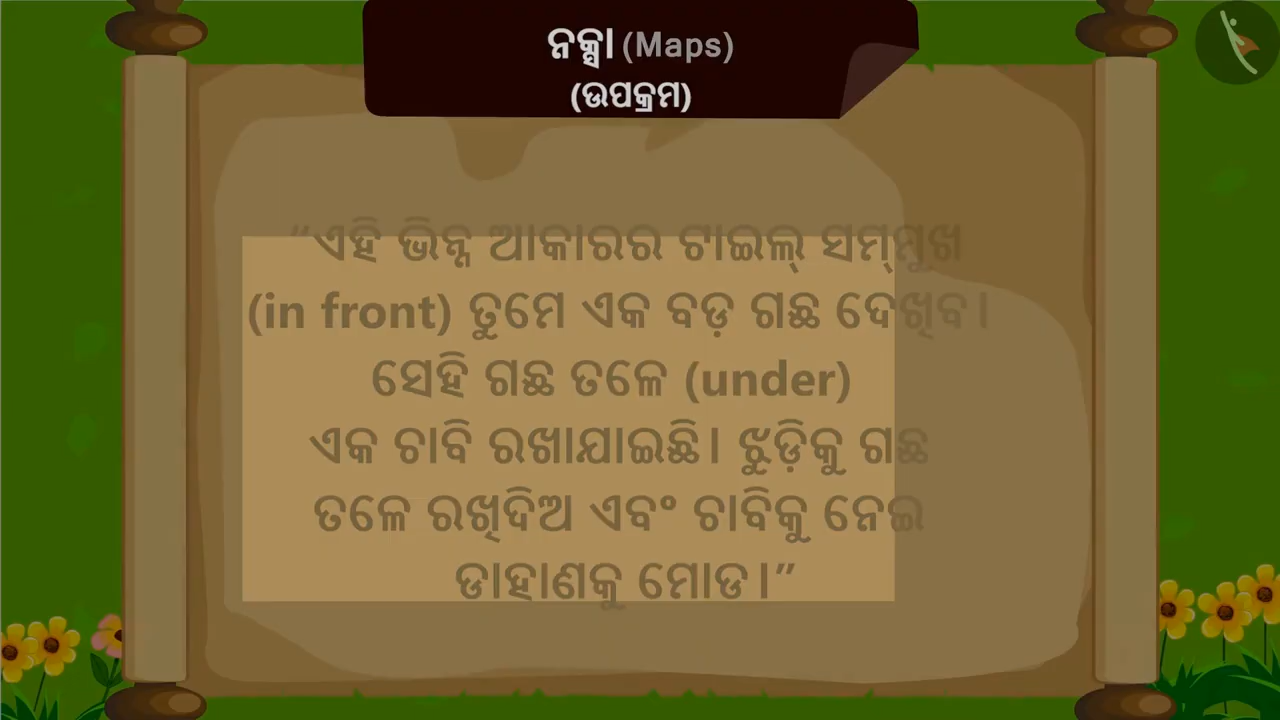 ନକ୍ସା (Maps)
(ଉପକ୍ରମ)
“ଏହି ଭିନ୍ନ ଆକାରର ଟାଇଲ୍ ସମ୍ମୁଖ
(in front) ତୁମେ ଏକ ବଡ଼ ଗଛ ଦେଖିବ।
ସେହି ଗଛ ତଳେ (under)
ଏକ ଚାବି ରଖାଯାଇଛି। ଝୁଡ଼ିକୁ ଗଛ
ତଳେ ରଖିଦିଅ ଏବଂ ଚାବିକୁ ନେଇ
ଡାହାଣକୁ ମୋଡ।”